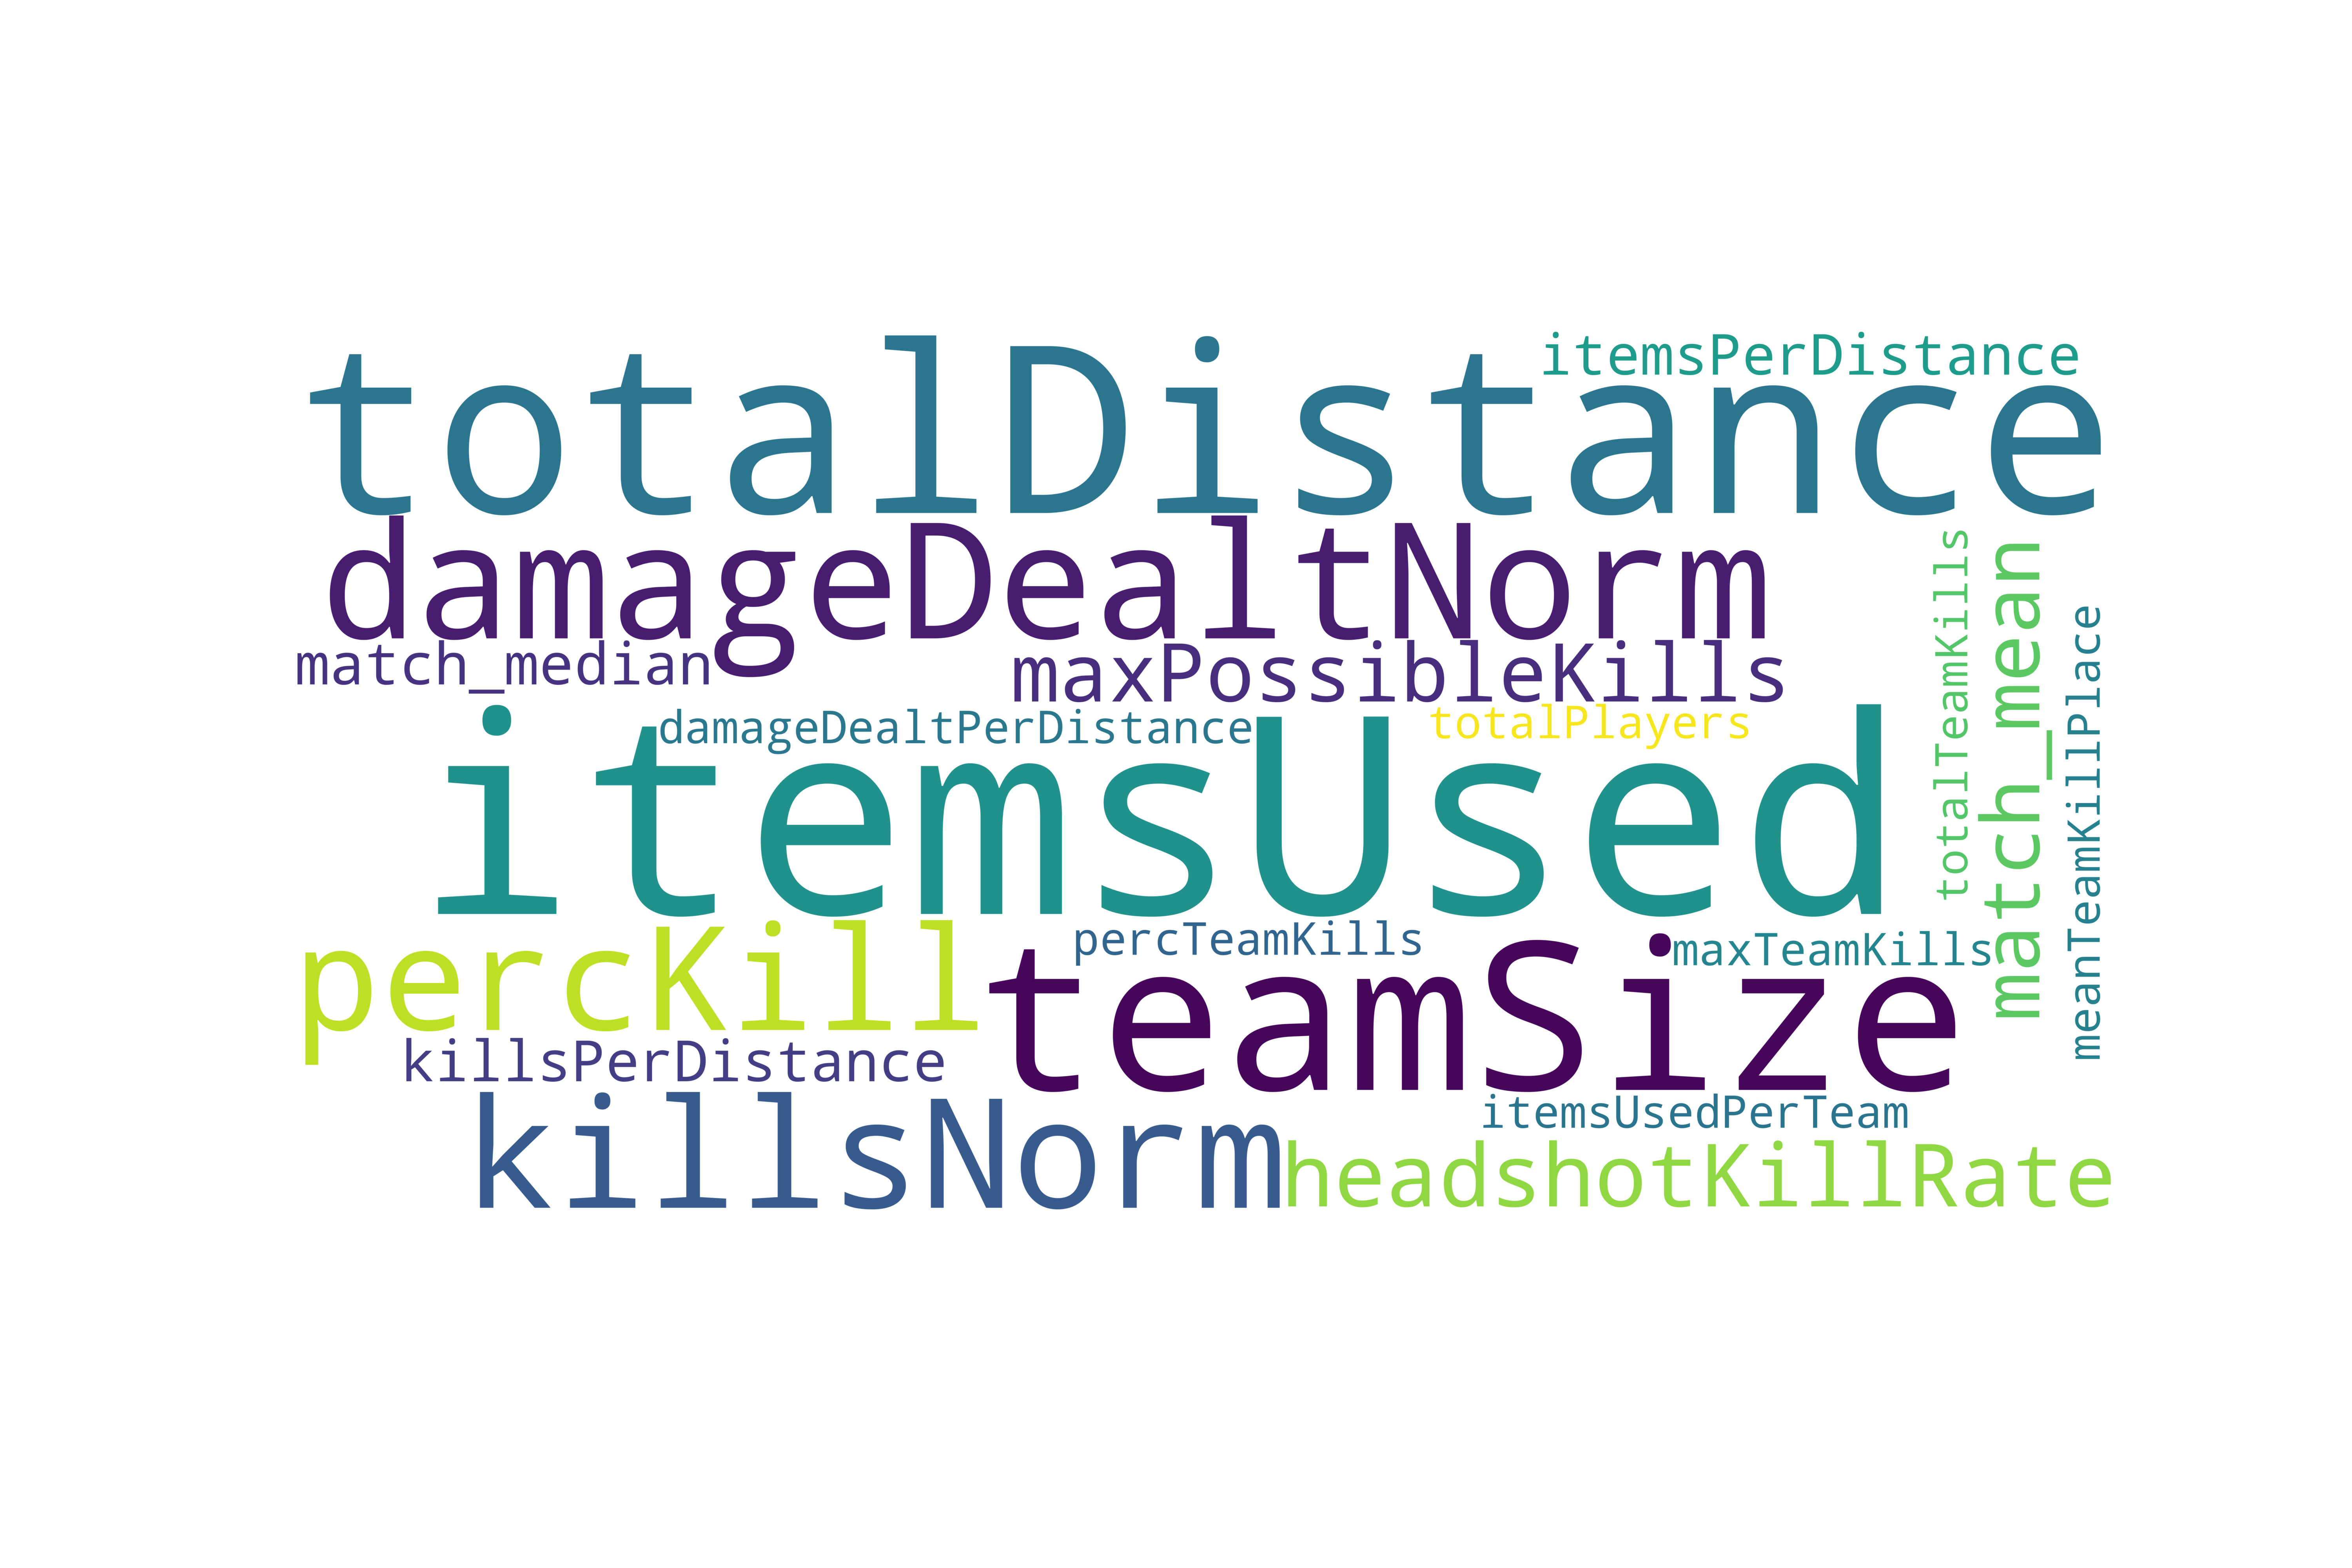 itemsPerDistance
totalDistance
damageDealtNorm
match_median
maxPossibleKills
damageDealtPerDistance
totalPlayers
itemsUsed
totalTeamKills
match_mean
meanTeamKillPlace
percKill
percTeamKills
maxTeamKills
teamSize
killsPerDistance
killsNorm
itemsUsedPerTeam
headshotKillRate